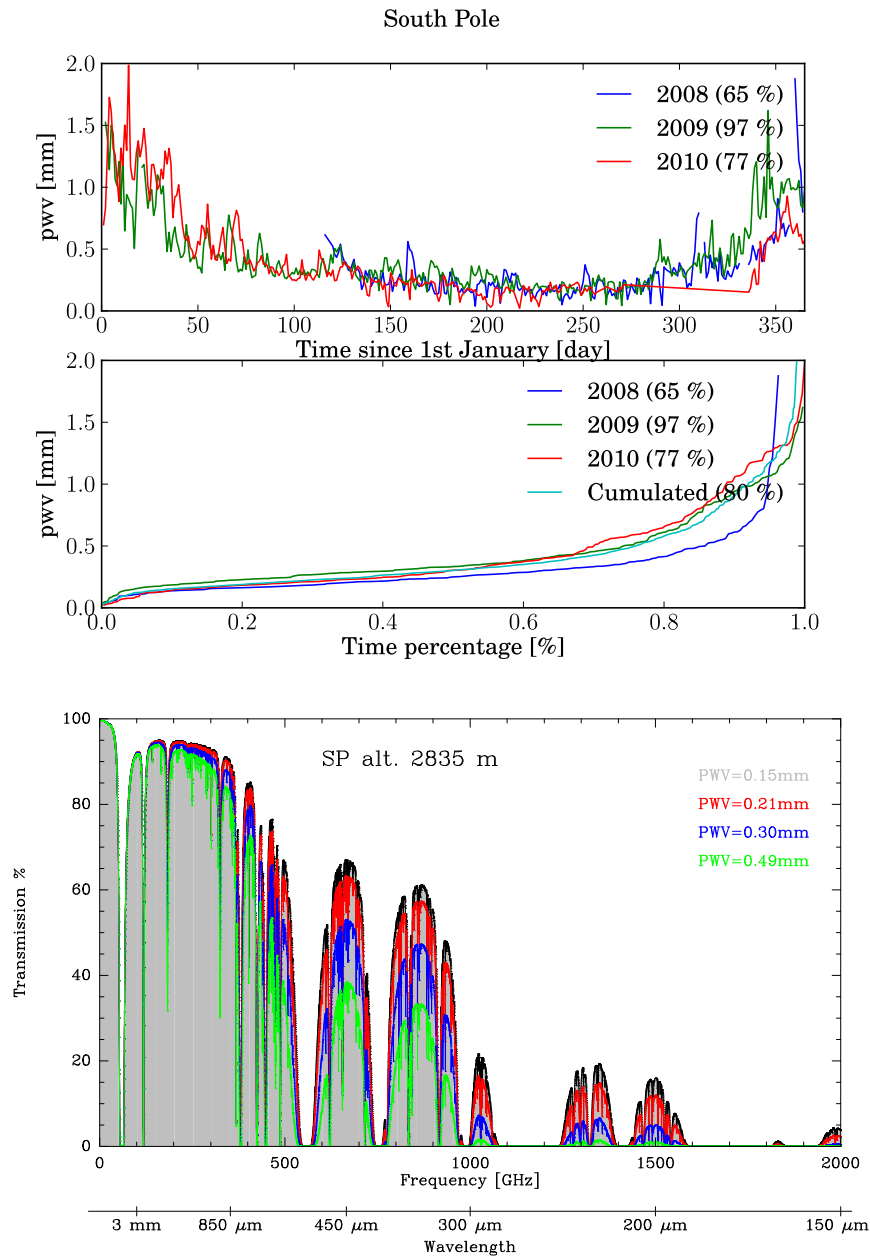 South Pole
2.0
1.5
1.0
0.5
0.0
pwv [mm]
2008 (65 %)
2009 (97 %)
2010 (77 %)
0 50 100 150 200 250 300 350
Time since 1st January [day]
2.0
1.5
1.0
0.5
0.0
pwv [mm]
2008 (65 %)
2009 (97 %)
2010 (77 %)
Cumulated (80 %)
0.0 0.2 0.4 0.6 0.8 1.0
Time percentage [%]
100
80
60
40
20
0
Transmission %
SP alt. 2835 m
PWV=0.15mm
PWV=0.21mm
PWV=0.30mm
PWV=0.49mm
0 500 1000 1500 2000
Frequency [GHz]
3 mm 850 μm 450 μm 300 μm 200 μm 150 μm
Wavelength